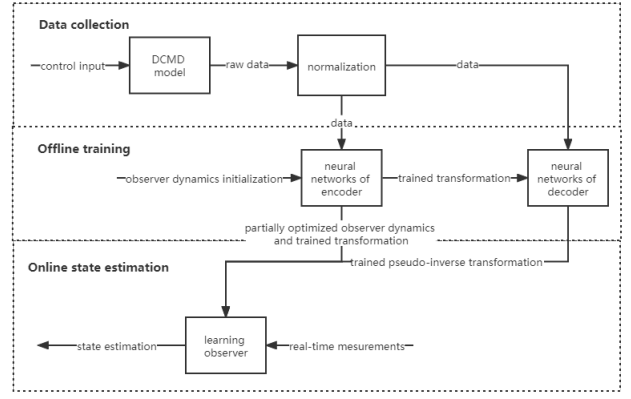 Data collection
control input
DCMD
model
raw data
normalization
data
data
Offline training
observer dynamics initialization
neural
networks of
encoder
trained transformation
neural
networks of
decoder
partially optimized observer dynamics
and trained transformation
Online state estimation
trained pseudo-inverse transformation
state estimation
learning
observer
real-time mesurements